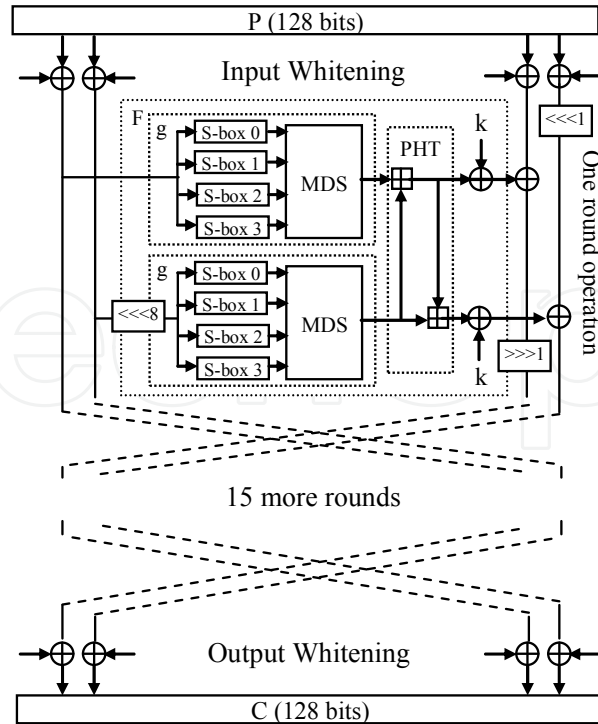 P (128 bits)
Input Whitening
<<<1
F
g
S-box 0
S-box 1
S-box 2
S-box 3
MDS
PHT
k
One round operation
g
S-box 0
S-box 1
S-box 2
S-box 3
MDS
<<<8
k
>>>1
15 more rounds
Output Whitening
C (128 bits)